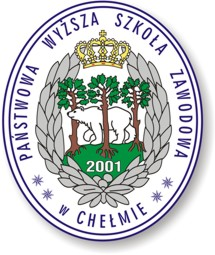 PAŃSTWOWA WYŻSZA SZKOŁA ZAWODOWA
2001
W CHEŁMIE